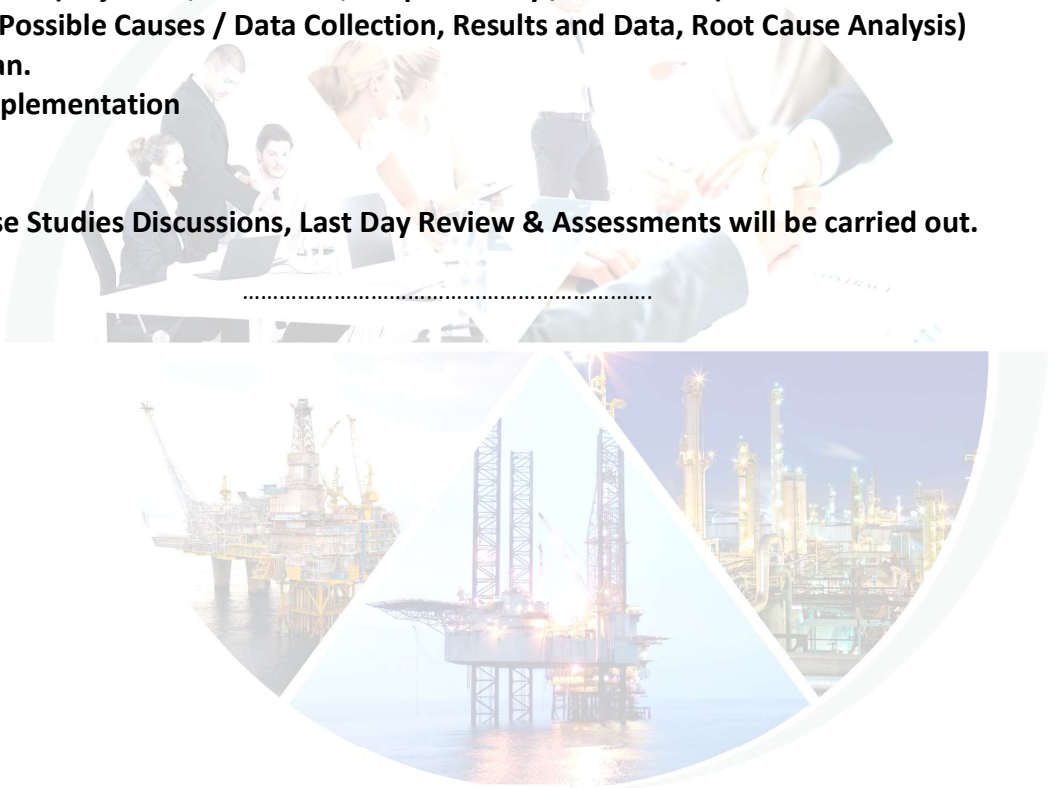 Possible Causes / Data Collection, Results and Data, Root Cause Analysis)
an.
plementation
se Studies Discussions, Last Day Review & Assessments will be carried out.
……………………………………………………….